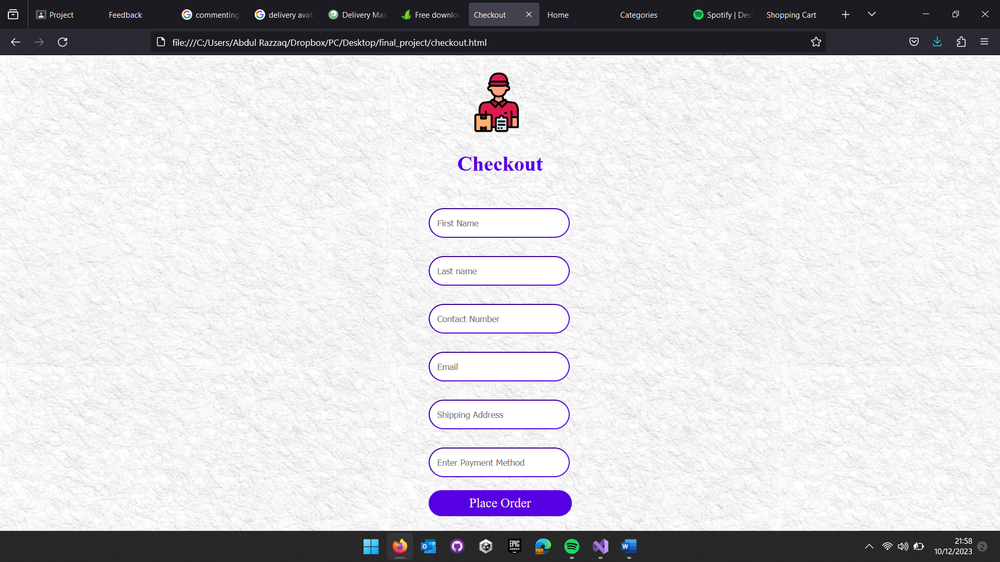 Project
Feedback
commenting
delivery avat
Delivery Man
Free downlo
Checkout
Home
Categories
Spotify | Des
Shopping Cart
file:///C:/Users/Abdul Razzaq/Dropbox/PC/Desktop/final_project/checkout.html
Checkout
First Name
Last name
Contact Number
Email
Shipping Address
Enter Payment Method
Place Order
EPIC
GAMES
21:58
10/12/2023
2